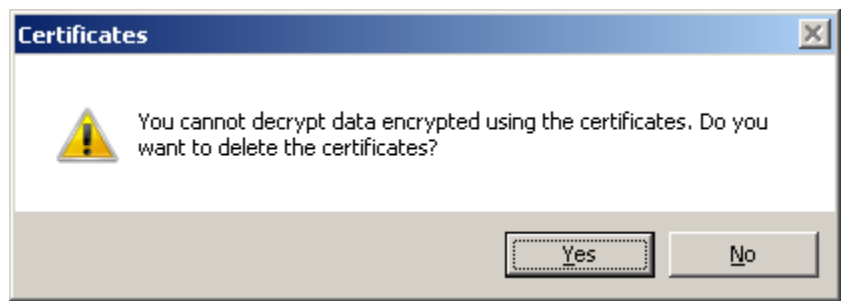 Certificates
You cannot decrypt data encrypted using the certificates. Do you
want to delete the certificates?
Yes
No